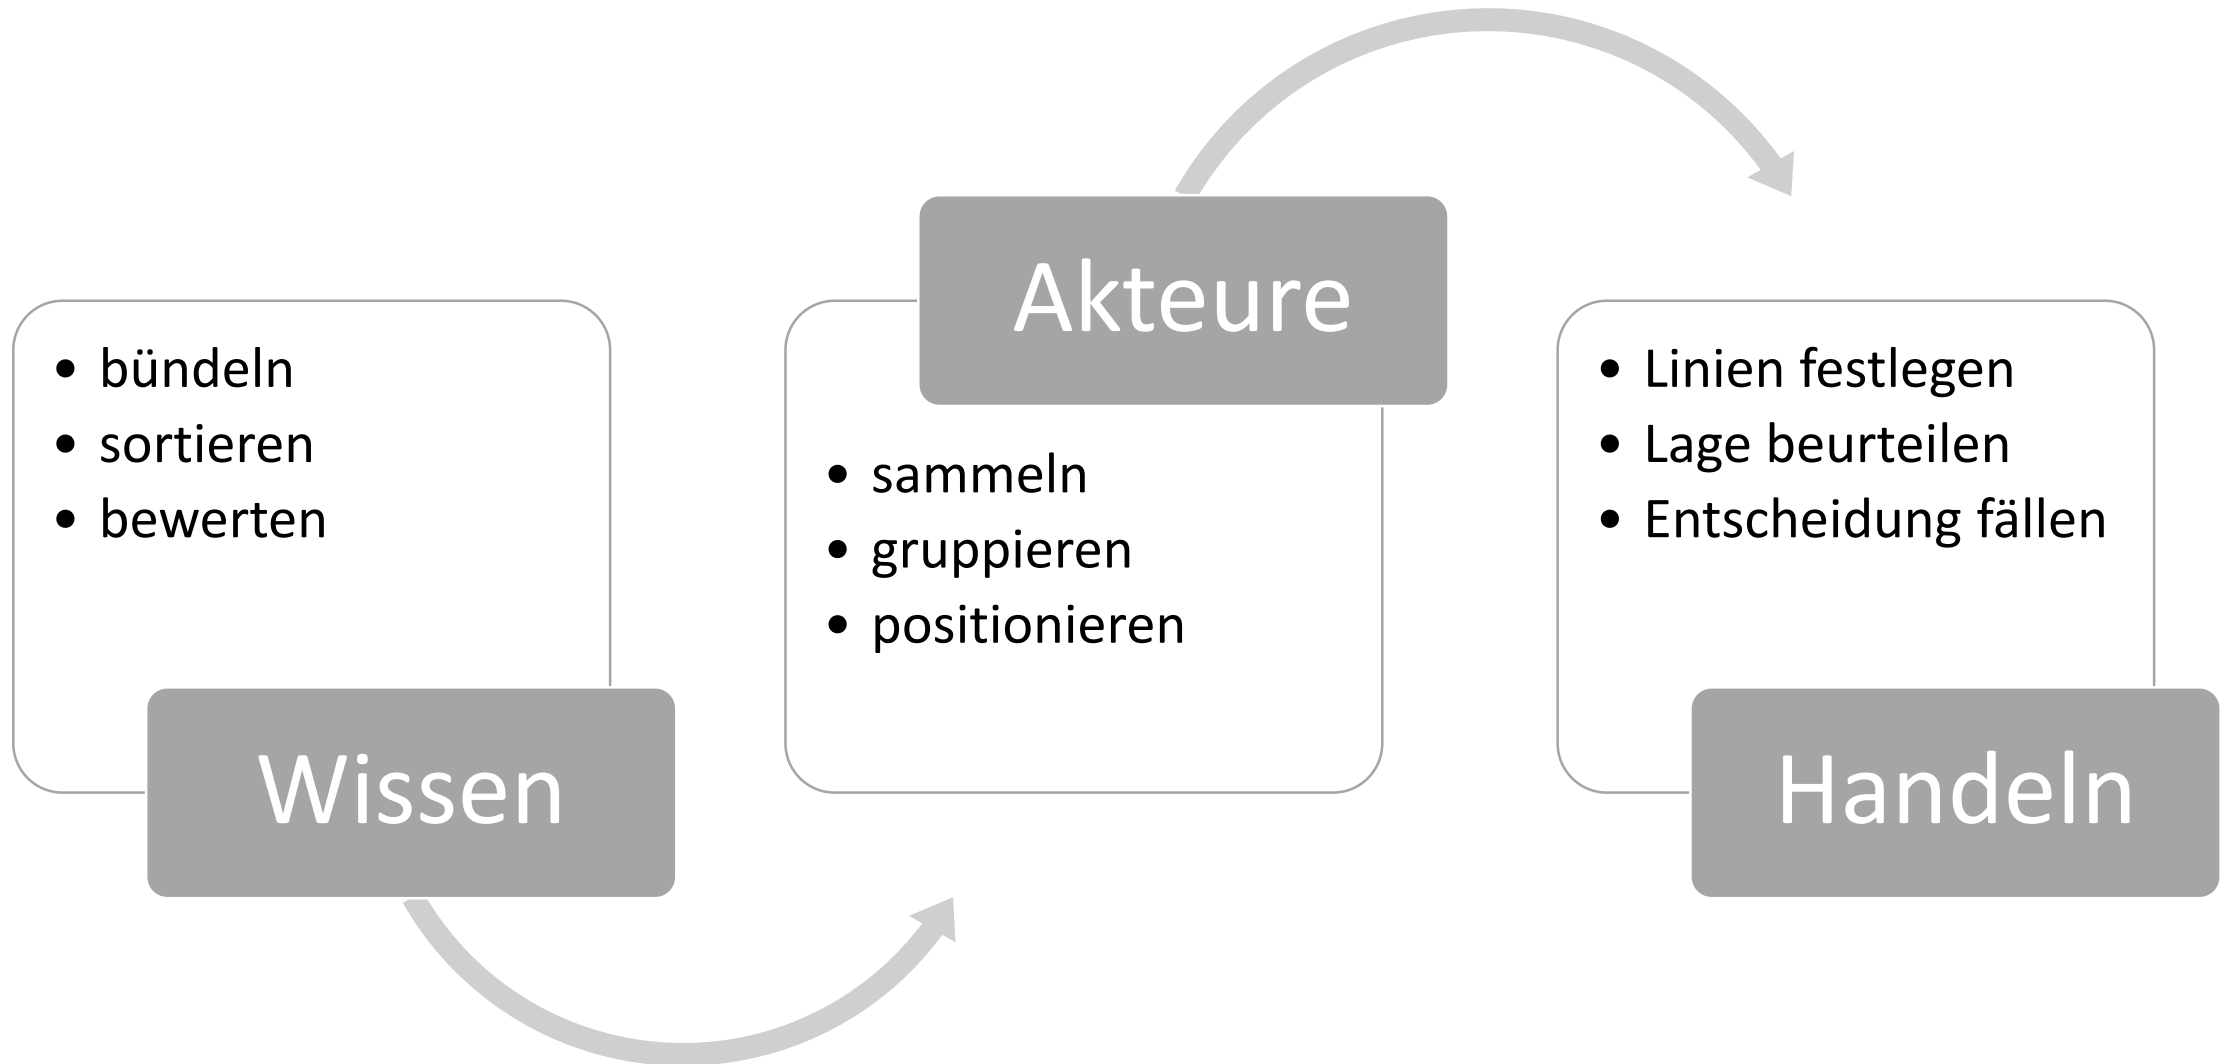 • bündeln
• sortieren
• bewerten
Wissen
Akteure
• sammeln
• gruppieren
• positionieren
• Linien festlegen
• Lage beurteilen
• Entscheidung fällen
Handeln